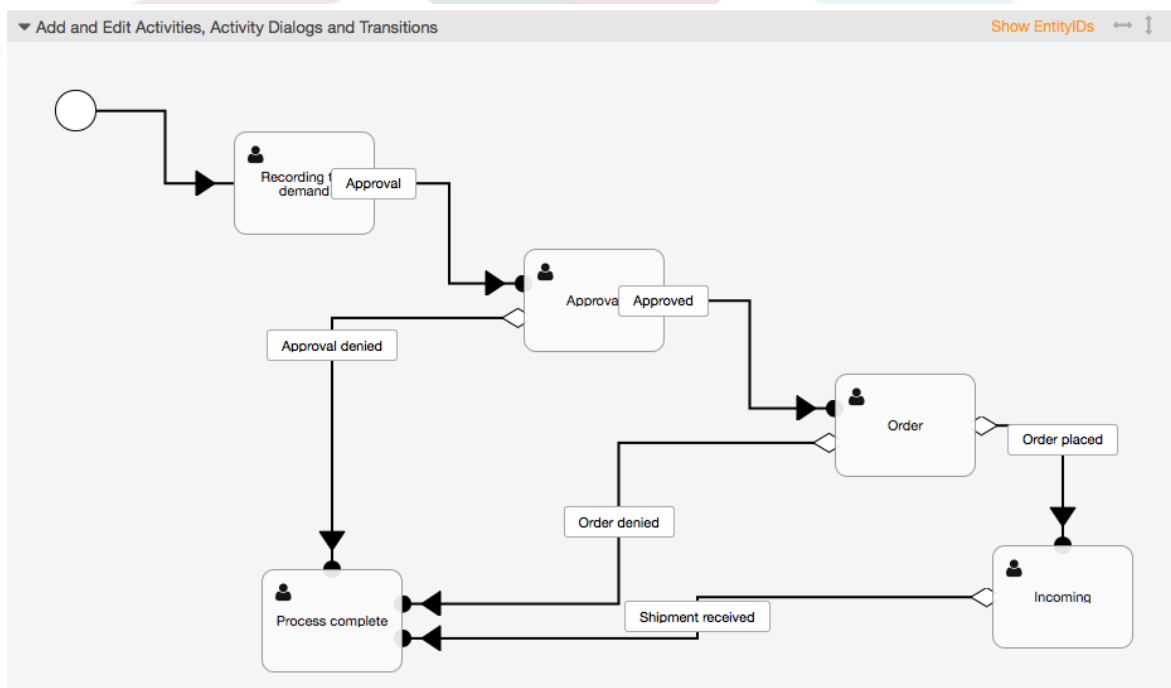 Add and Edit Activities, Activity Dialogs and Transitions
Show EntityIDs
Recording
demand
Approval
Approved
Approval denied
Order
Order placed
Order denied
Process complete
Shipment received
Incoming